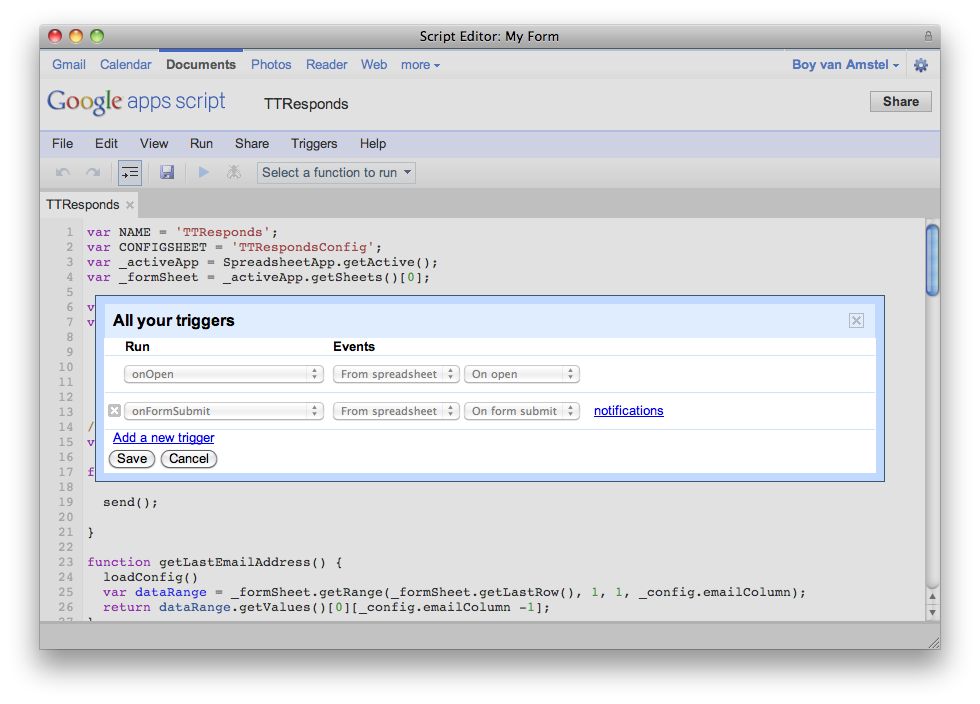 Script Editor: My Form
Gmail Calendar Documents Photos Reader Web more Boy van Amstel
Google apps script TTResponds Share
File Edit View Run Share Triggers Help
Select a function to run
TTResponds
1 var NAME = 'TTResponds';
2 var CONFIGSHEET = 'TTRespondsConfig';
3 var _activeApp = SpreadsheetApp.getActive();
4 var _formSheet = _activeApp.getSheets()[0];
5
6 v
7 v
8
9
10
11
12
13
14 /
15 v
16
17 f
All your triggers
Run Events
onOpen From spreadsheet On open
onFormSubmit From spreadsheet On form submit notifications
Add a new trigger
Save Cancel
18
19 send();
20
21 }
22
23 function getLastEmailAddress() {
24 loadConfig()
25 var dataRange = _formSheet.getRange(_formSheet.getLastRow(), 1, 1, _config.emailColumn);
26 return dataRange.getValues()[0][_config.emailColumn -1];